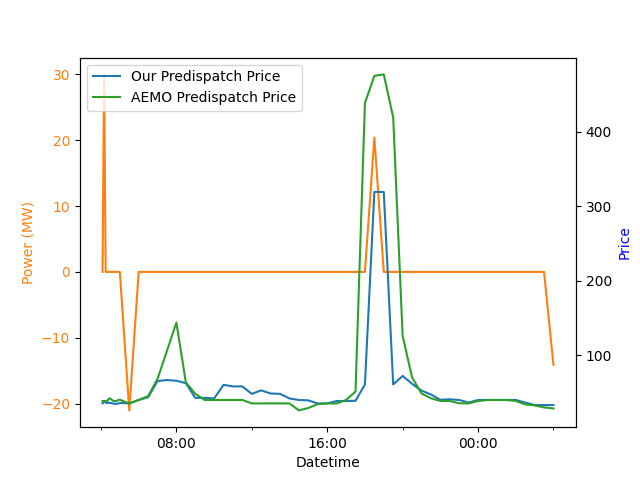 Our Predispatch Price
AEMO Predispatch Price
30
20
10
0
−10
−20
Power (MW)
400
300
200
100
Price
08:00
16:00
00:00
Datetime